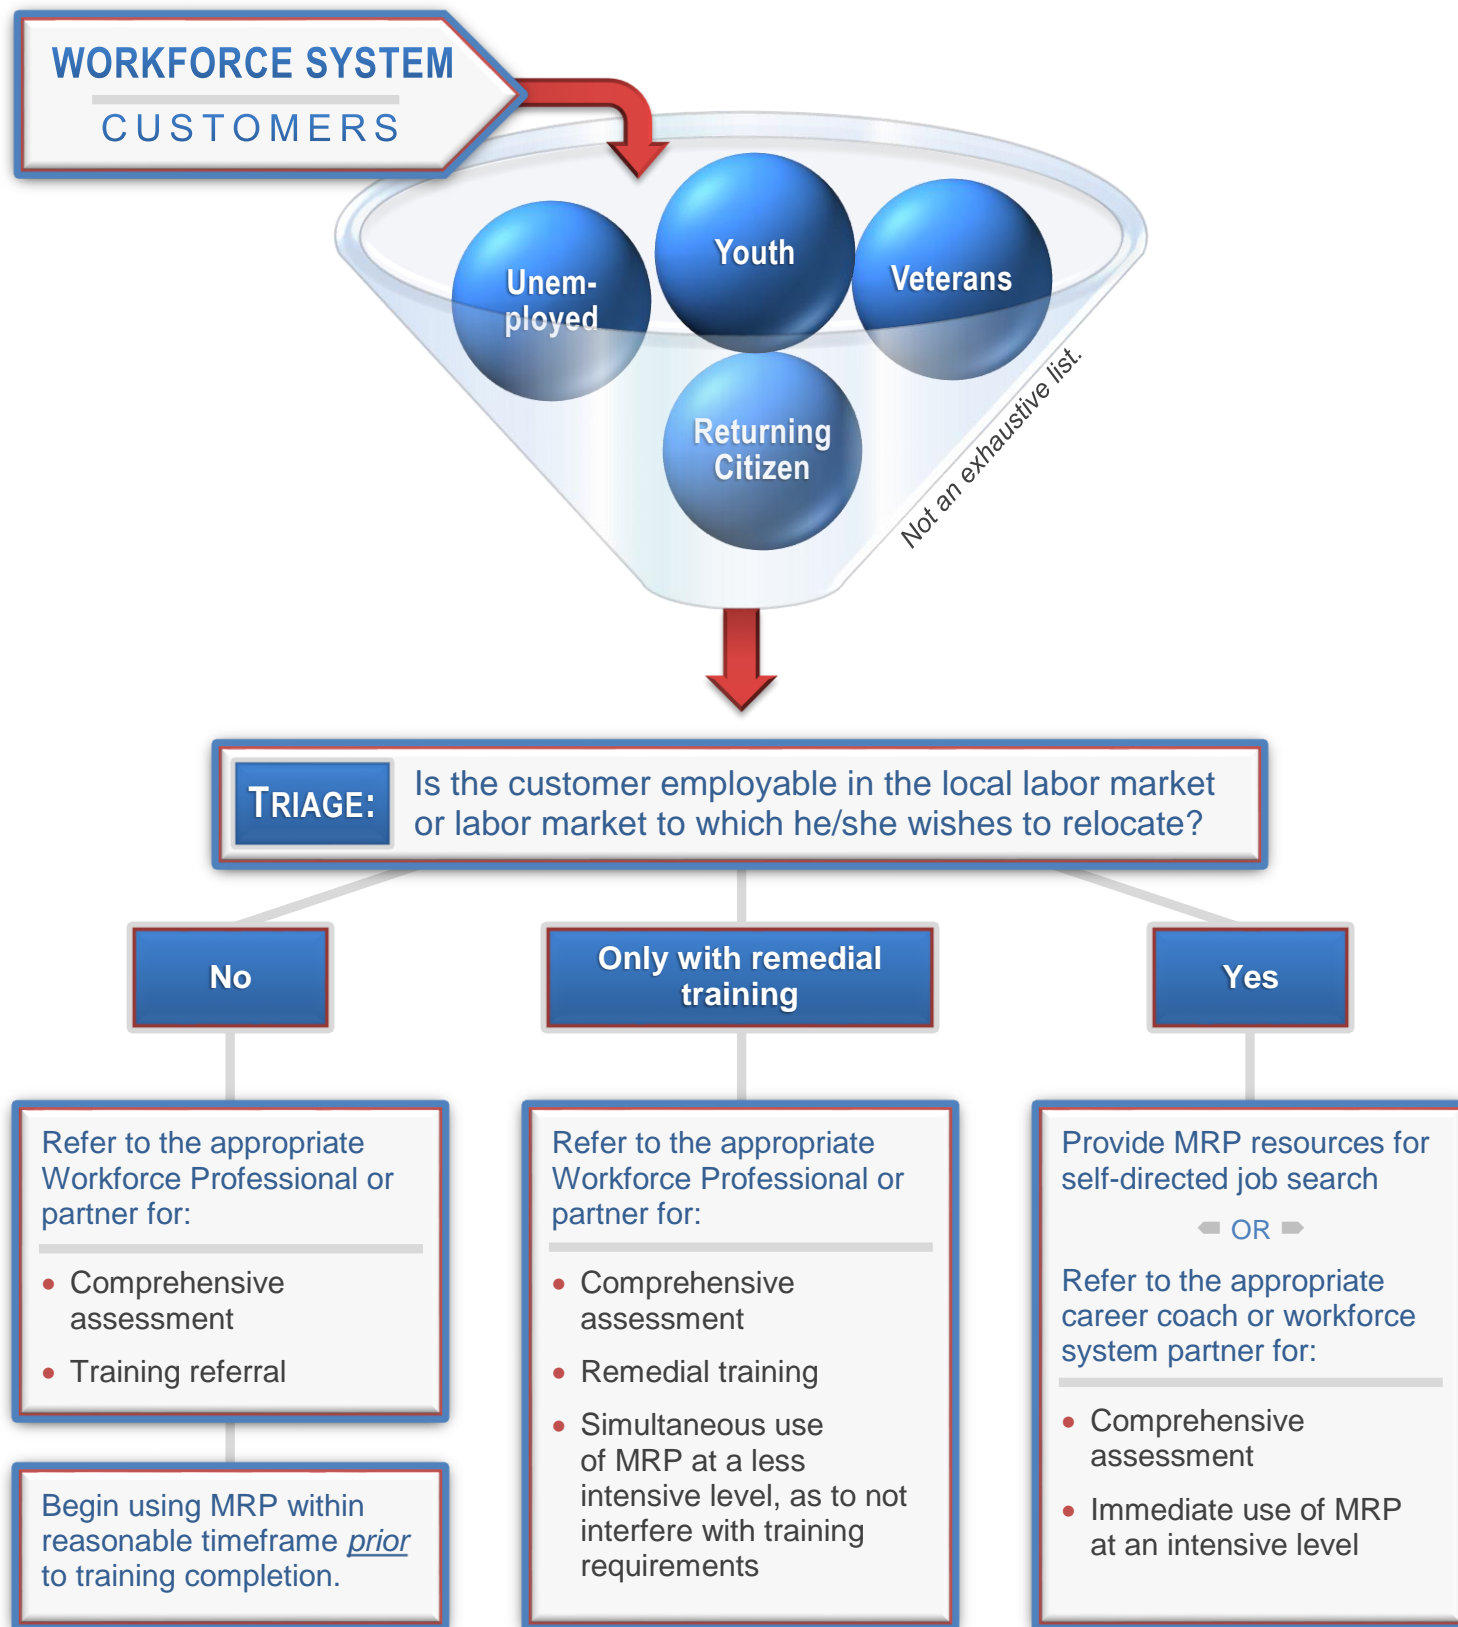 WORKFORCE SYSTEM
CUSTOMERS
Youth
Unem-
ployed
Veterans
Returning
Citizen
Not an exhaustive list.
TRIAGE:
Is the customer employable in the local labor market
or labor market to which he/she wishes to relocate?
No
Only with remedial
training
Yes
Refer to the appropriate
Workforce Professional or
partner for:
• Comprehensive
assessment
• Training referral
Begin using MRP within
reasonable timeframe prior
to training completion.
Refer to the appropriate
Workforce Professional or
partner for:
• Comprehensive
assessment
• Remedial training
• Simultaneous use
of MRP at a less
intensive level, as to not
interfere with training
requirements
Provide MRP resources for
self-directed job search
OR
Refer to the appropriate
career coach or workforce
system partner for:
• Comprehensive
assessment
• Immediate use of MRP
at an intensive level